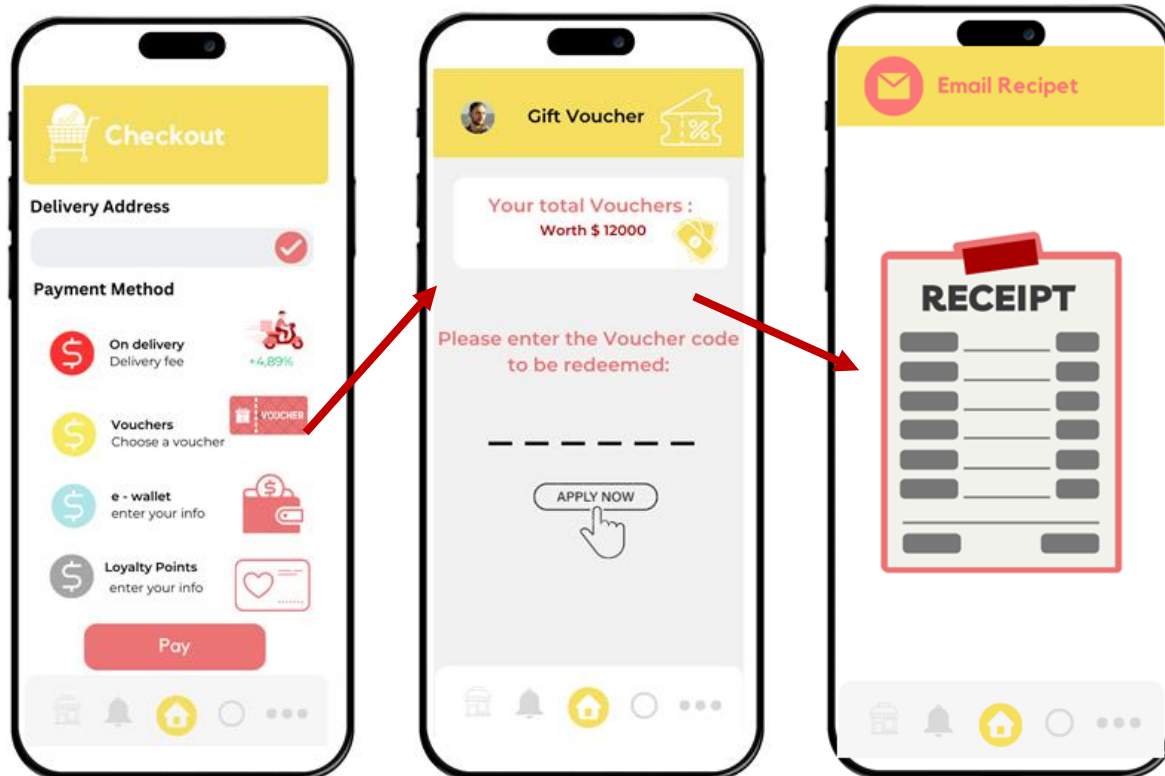 Checkout
Delivery Address
Payment Method
On delivery
Delivery fee
+4,89%
Vouchers
Choose a voucher
VOUCHER
e - wallet
enter your info
Loyalty Points
enter your info
Pay
Gift Voucher
%
Your total Vouchers :
Worth $ 12000
Please enter the Voucher code
to be redeemed:
APPLY NOW
Email Recipet
RECEIPT